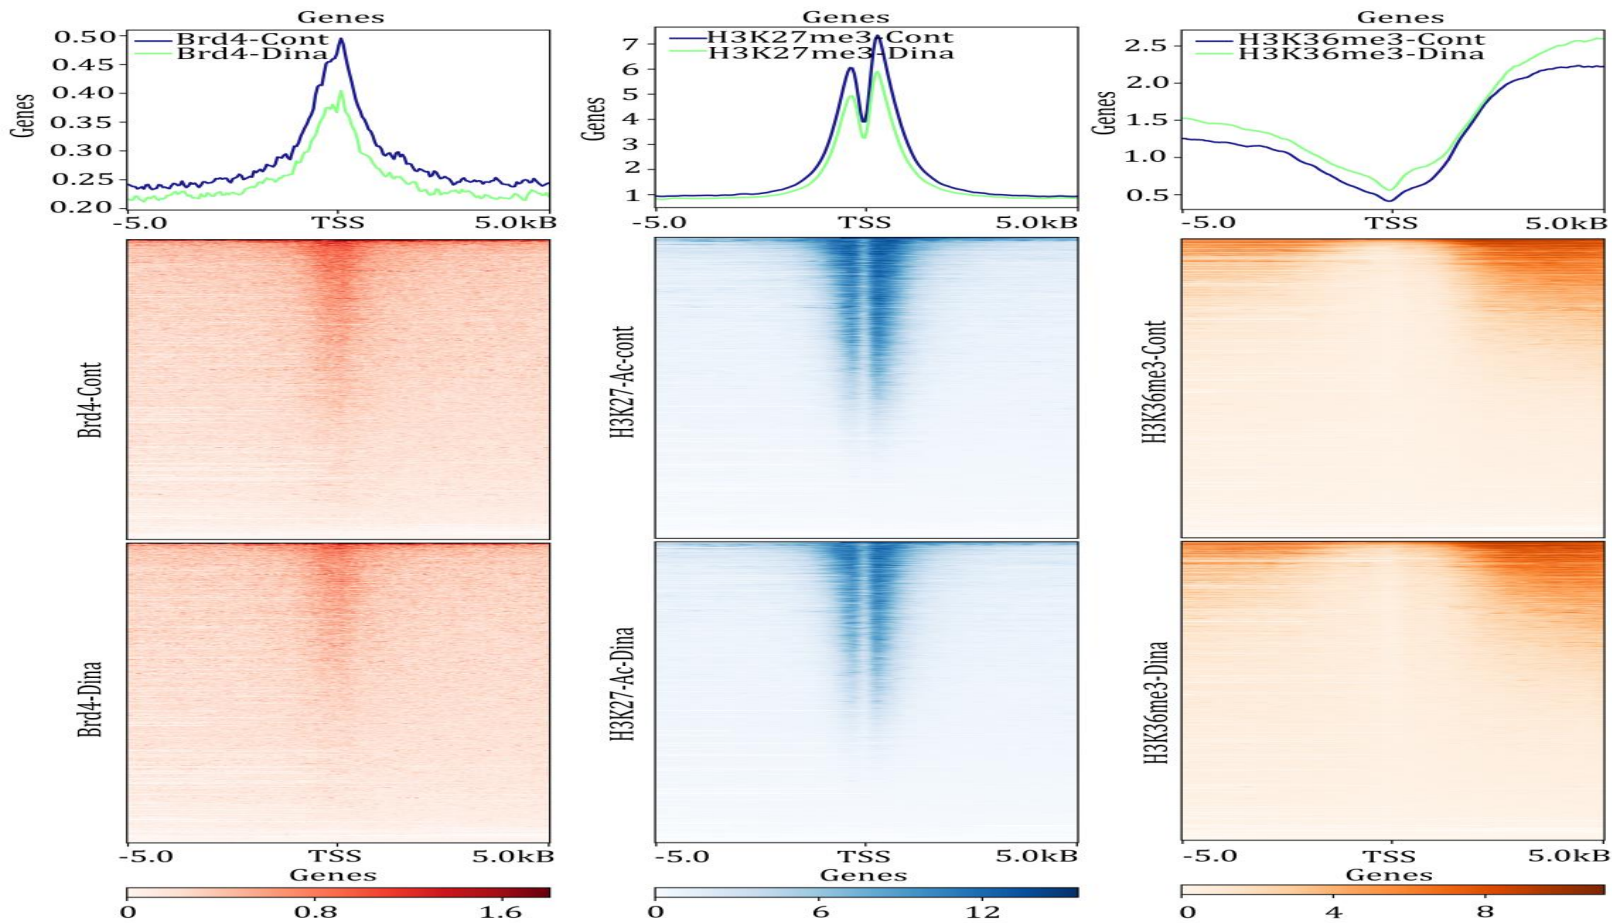 Genes
Genes
Genes
0.50
0.45
0.40
0.35
0.30
0.25
0.20
Genes
Brd4-Cont
Brd4-Dina
-5.0 TSS 5.0kB
7
6
5
4
3
2
1
Genes
H3K27me3-Cont
H3K27me3-Dina
-5.0 TSS 5.0kB
2.5
2.0
1.5
1.0
0.5
Genes
H3K36me3-Cont
H3K36me3-Dina
-5.0 TSS 5.0kB
Brd4-Cont
H3K27-Ac-cont
H3K36me3-Cont
Brd4-Dina
H3K27-Ac-Dina
H3K36me3-Dina
-5.0 TSS 5.0kB
Genes
0 0.8 1.6
-5.0 TSS 5.0kB
Genes
0 6 12
-5.0 TSS 5.0kB
Genes
0 4 8